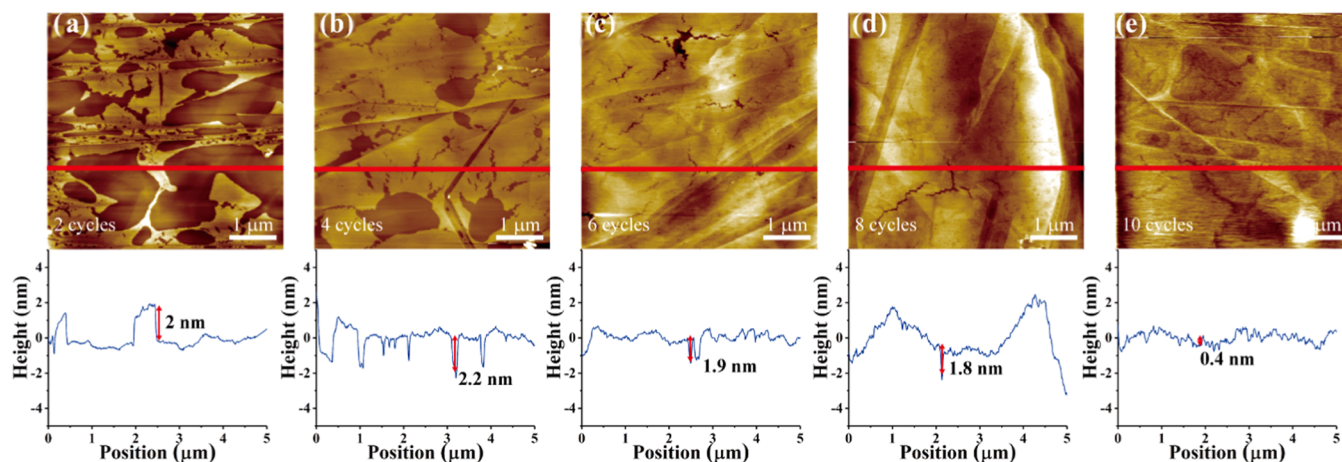 (a) (b) (c) (d) (e)
2 cycles 1 μm 4 cycles 1 μm 6 cycles 1 μm 8 cycles 1 μm 10 cycles 1 μm
4 4 4 4 4
2 2 2 2 2
0 0 0 0 0
-2 -2 -2 -2 -2
-4 -4 -4 -4 -4
Height (nm) Height (nm) Height (nm) Height (nm) Height (nm)
2 nm 2.2 nm 1.9 nm 1.8 nm 0.4 nm
0 1 2 3 4 5 0 1 2 3 4 5 0 1 2 3 4 5 0 1 2 3 4 5 0 1 2 3 4 5
Position (μm) Position (μm) Position (μm) Position (μm) Position (μm)